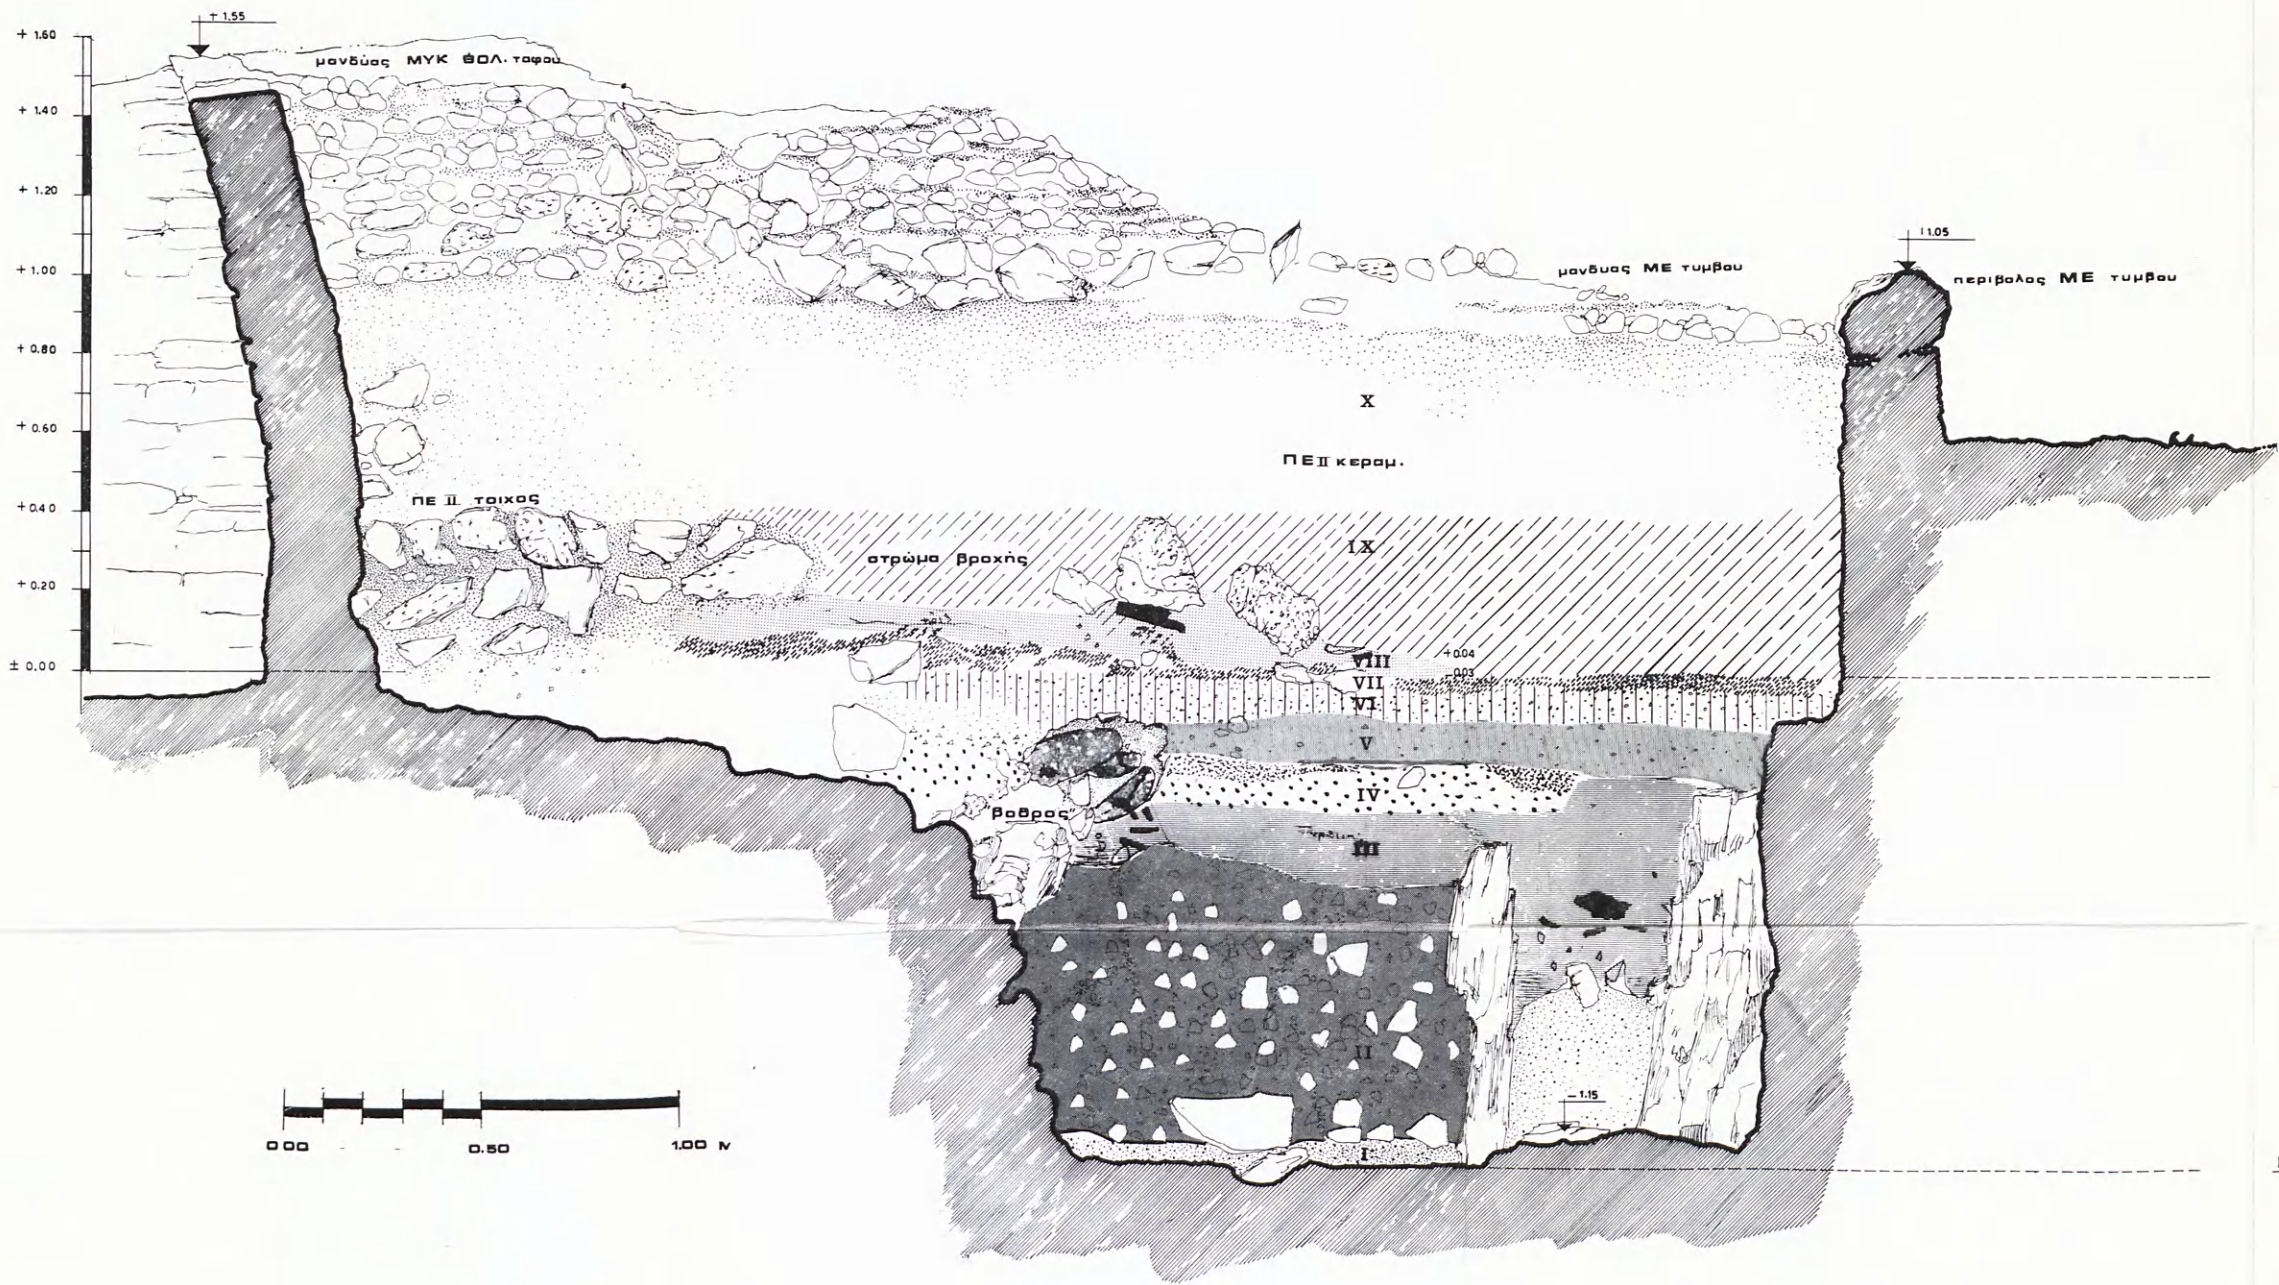 + 1.55
+ 1.60
μανδύας ΜΥΚ ΘΟΛ. ταφου
+ 1.40
+ 1.20
+ 1.00
μανδυας ΜΕ τυμβου
1.05
περιβολος ΜΕ τυμβου
+ 0.80
X
+ 0.60
ΠΕ II κεραμ.
ΠΕ II τοιχος
+ 0.40
IX
στρώμα βροχής
+ 0.20
± 0.00
VIII
+0.04
-0.03
VII
VI
V
IV
βοθρος
III
II
-1.15
I
0.00
0.50
1.00